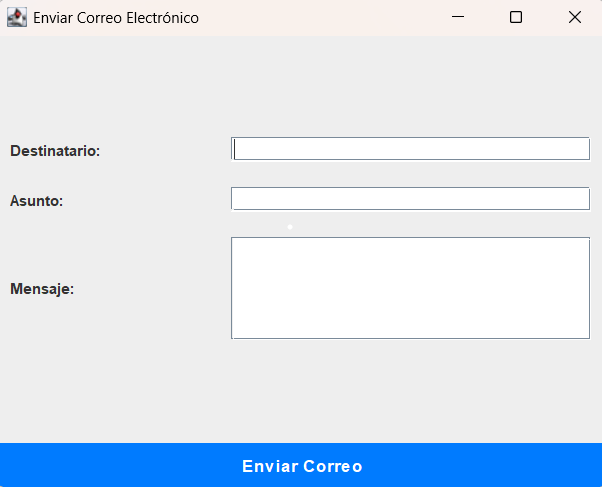 Enviar Correo Electrónico
Destinatario:
Asunto:
Mensaje:
Enviar Correo